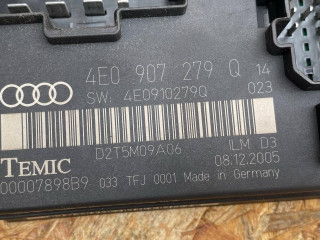 4E0 907 279 Q 14
SW: 4E0910279Q 023
D2T5M09A06 ILM D3
TEMIC 08.12.2005
00007898B9 033 TFJ 0001 Made in Germany